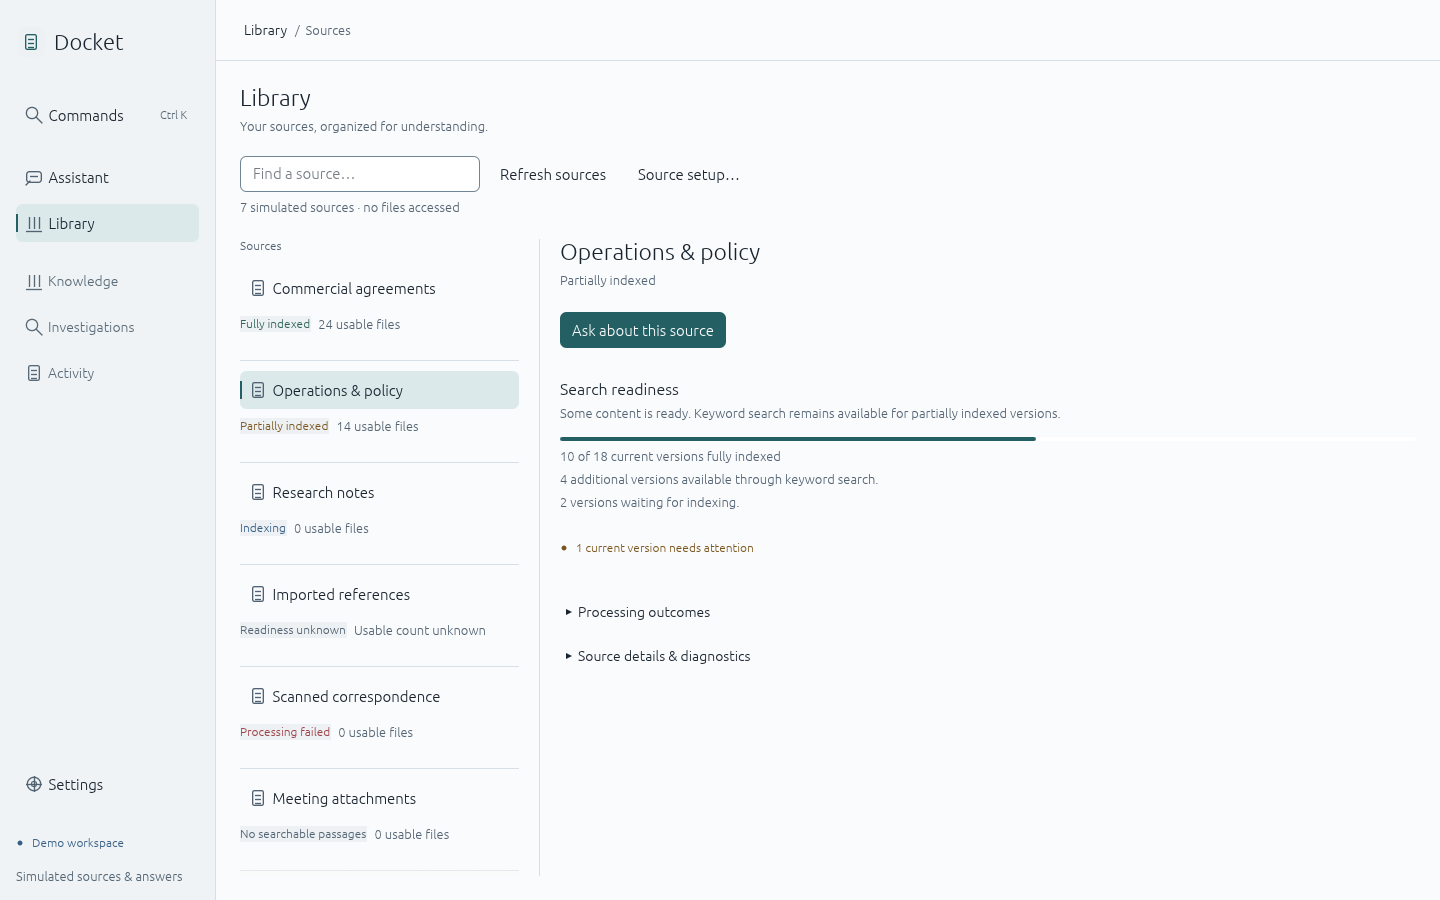 Docket
Commands Ctrl K
Assistant
Library
Knowledge
Investigations
Activity
Settings
Demo workspace
Simulated sources & answers
Library / Sources
Library
Your sources, organized for understanding.
Find a source…
Refresh sources
Source setup…
7 simulated sources · no files accessed
Sources
Commercial agreements
Fully indexed 24 usable files
Operations & policy
Partially indexed 14 usable files
Research notes
Indexing 0 usable files
Imported references
Readiness unknown Usable count unknown
Scanned correspondence
Processing failed 0 usable files
Meeting attachments
No searchable passages 0 usable files
Operations & policy
Partially indexed
Ask about this source
Search readiness
Some content is ready. Keyword search remains available for partially indexed versions.
10 of 18 current versions fully indexed
4 additional versions available through keyword search.
2 versions waiting for indexing.
1 current version needs attention
Processing outcomes
Source details & diagnostics